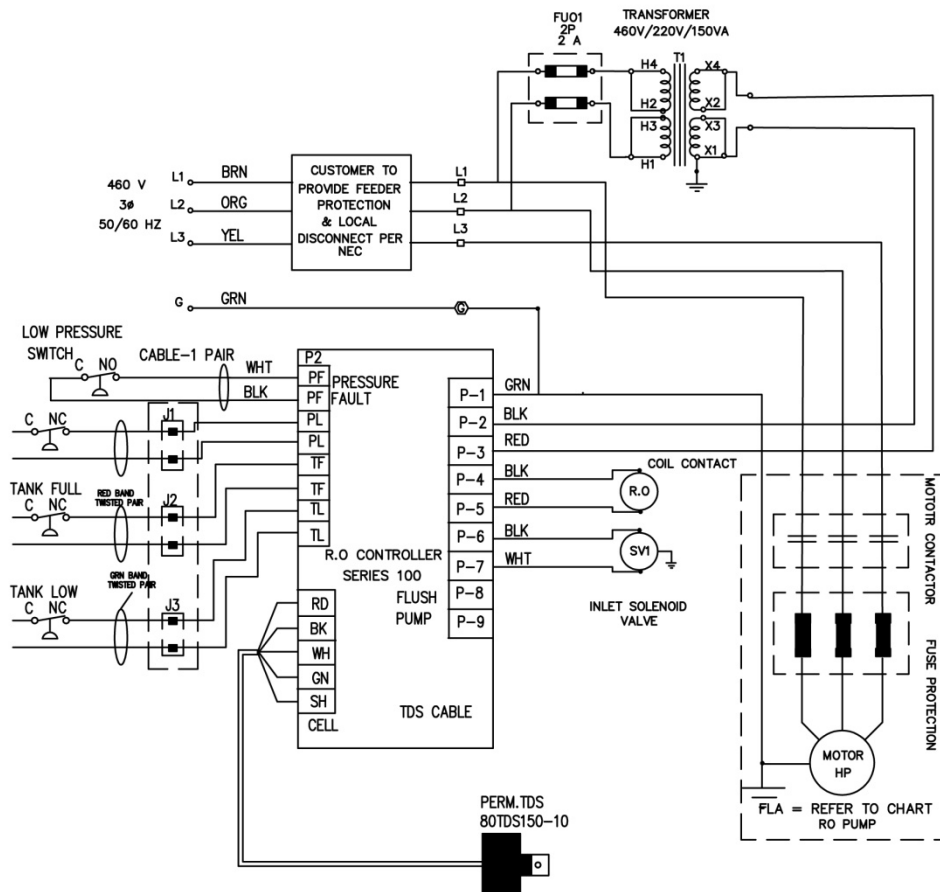 FU01
2P
2 A
TRANSFORMER
460V/220V/150VA
T1
H4
X4
H2
X2
H3
X3
H1
X1
460 V
3ø
50/60 HZ
L1
BRN
L2
ORG
L3
YEL
CUSTOMER TO
PROVIDE FEEDER
PROTECTION
& LOCAL
DISCONNECT PER
NEC
L1
L2
L3
G
GRN
G
LOW PRESSURE
SWITCH
C NO
CABLE-1 PAIR
WHT
BLK
C NC
J1
TANK FULL
C NC
RED BAND
TWISTED PAIR
J2
GRN BAND
TWISTED PAIR
TANK LOW
C NC
J3
P2
PF
PRESSURE
PF
FAULT
PL
PL
TF
TF
TL
TL
R.O CONTROLLER
SERIES 100
FLUSH
PUMP
RD
BK
WH
GN
SH
CELL
TDS CABLE
P-1
GRN
P-2
BLK
P-3
RED
P-4
BLK
P-5
RED
P-6
BLK
P-7
WHT
P-8
P-9
COIL CONTACT
R.O
SV1
INLET SOLENOID
VALVE
MOTOTR CONTACTOR
FUSE PROTECTION
MOTOR
HP
FLA = REFER TO CHART
RO PUMP
PERM.TDS
80TDS150-10